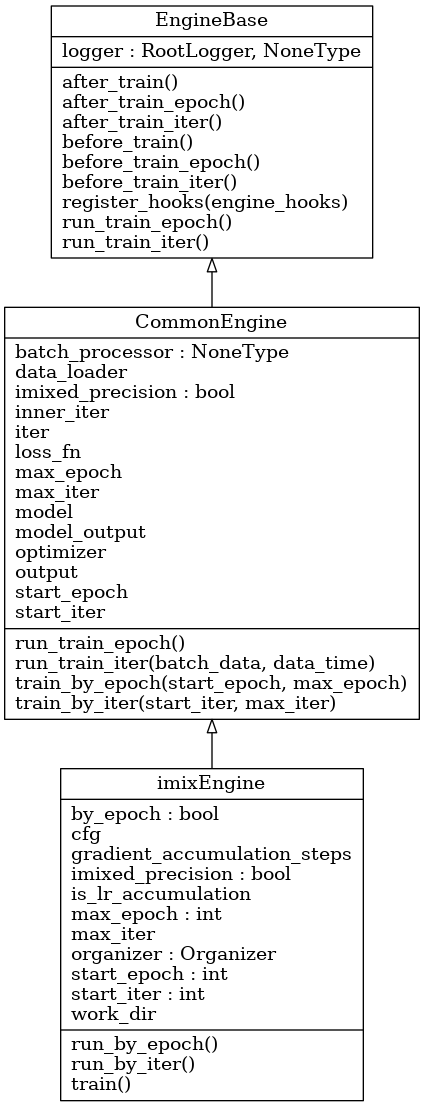 EngineBase
logger : RootLogger, NoneType
after_train()
after_train_epoch()
after_train_iter()
before_train()
before_train_epoch()
before_train_iter()
register_hooks(engine_hooks)
run_train_epoch()
run_train_iter()
CommonEngine
batch_processor : NoneType
data_loader
imixed_precision : bool
inner_iter
iter
loss_fn
max_epoch
max_iter
model
model_output
optimizer
output
start_epoch
start_iter
run_train_epoch()
run_train_iter(batch_data, data_time)
train_by_epoch(start_epoch, max_epoch)
train_by_iter(start_iter, max_iter)
imixEngine
by_epoch : bool
cfg
gradient_accumulation_steps
imixed_precision : bool
is_lr_accumulation
max_epoch : int
max_iter
organizer : Organizer
start_epoch : int
start_iter : int
work_dir
run_by_epoch()
run_by_iter()
train()